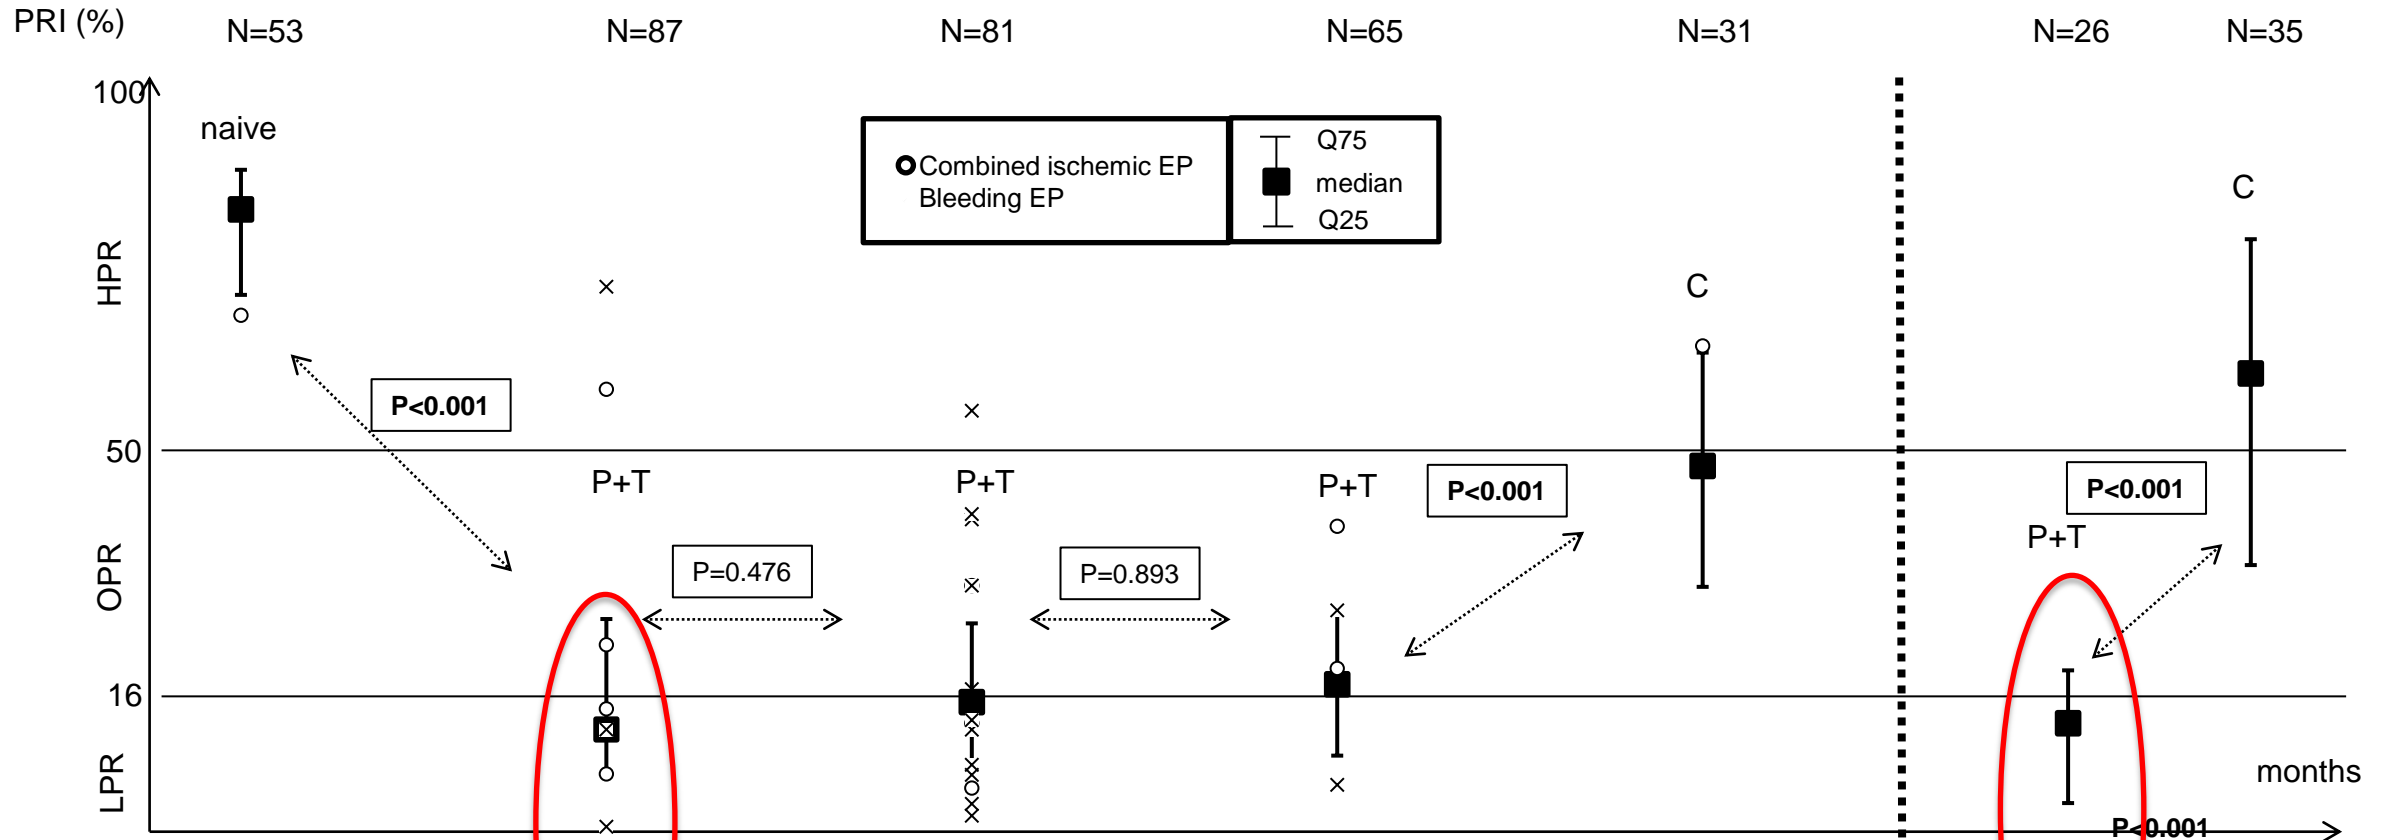 PRI (%)
N=53 N=87 N=81 N=65 N=31 N=26 N=35
100
naive
Combined ischemic EP
Bleeding EP
Q75
median
Q25
C
HPR
C
P<0.001
50
P+T P+T P+T P<0.001 P<0.001
P+T
OPR
P=0.476 P=0.893
16
LPR
months
P<0.001